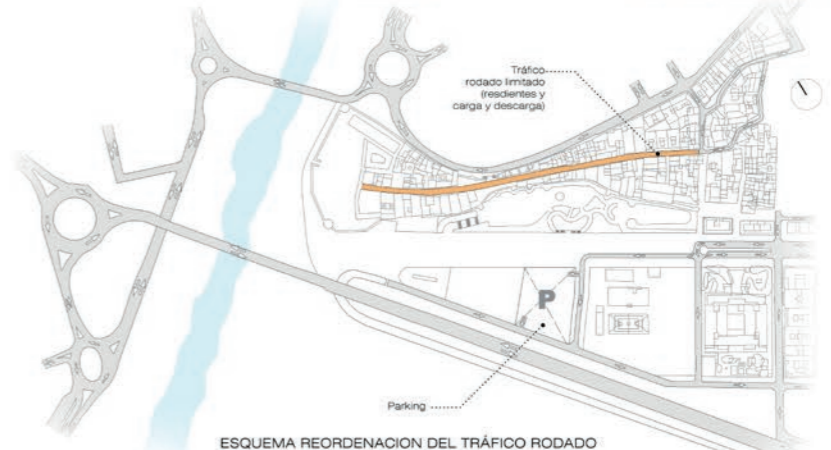 Tráfico
rodado limitado
(resdientes y
carga y descarga)
P
Parking
ESQUEMA REORDENACION DEL TRÁFICO RODADO